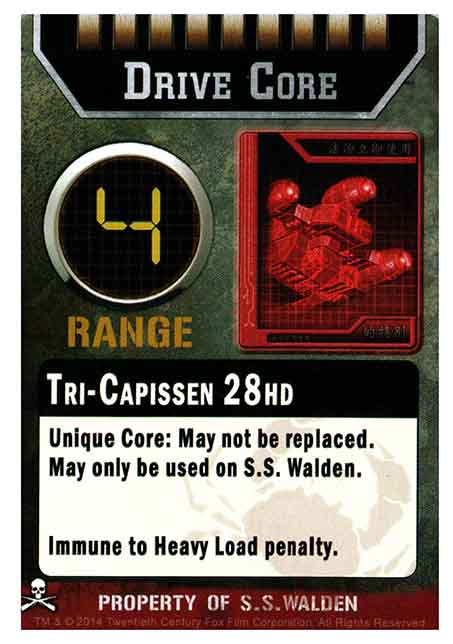 DRIVE CORE
4
RANGE
TRI-CAPISSEN 28HD
Unique Core: May not be replaced.
May only be used on S.S. Walden.
Immune to Heavy Load penalty.
PROPERTY OF S.S.WALDEN
TM & © 2014 Twentieth Century Fox Film Corporation. All Rights Reserved.